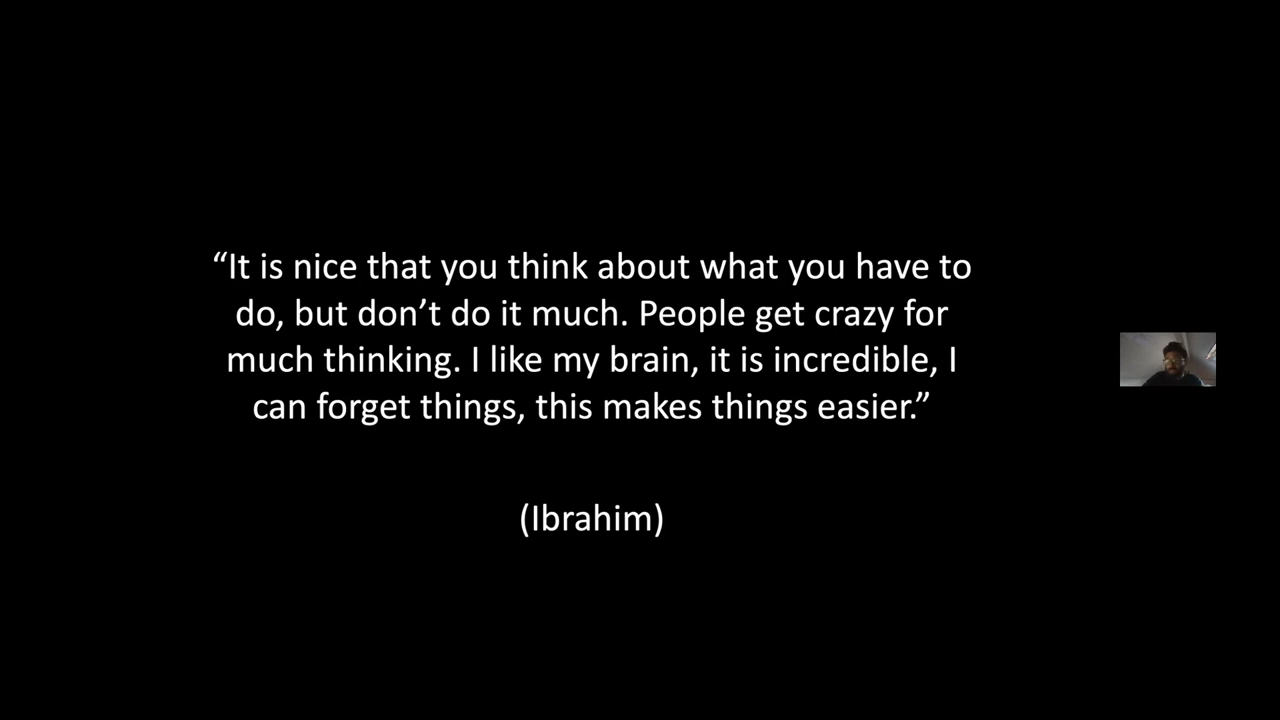 “It is nice that you think about what you have to
do, but don’t do it much. People get crazy for
much thinking. I like my brain, it is incredible, I
can forget things, this makes things easier.”
(Ibrahim)